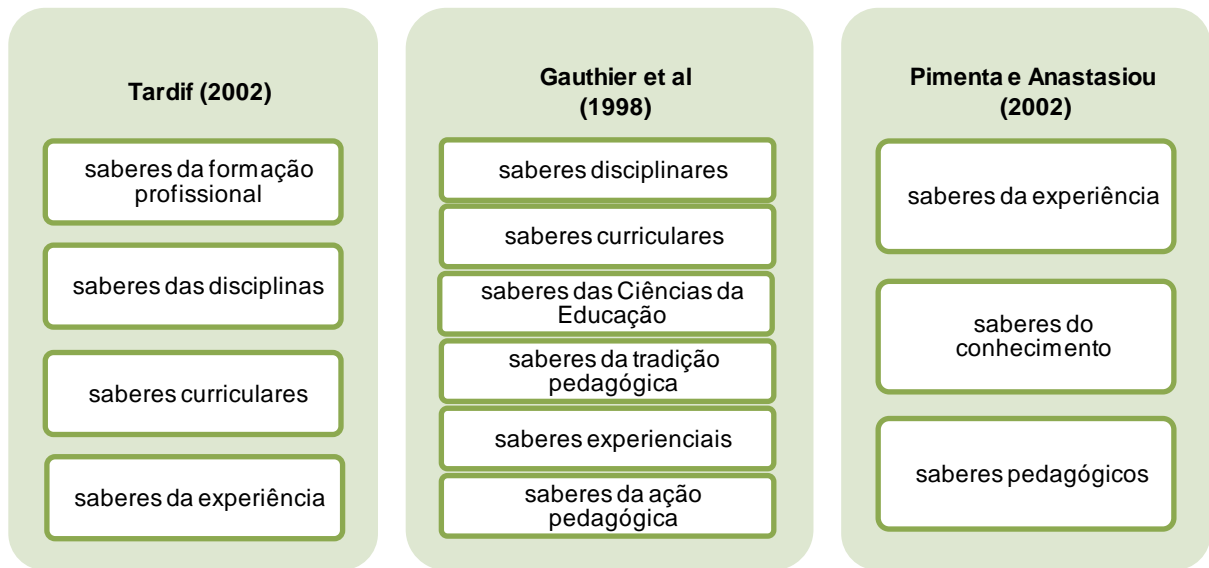 Tardif (2002)
saberes da formação
profissional
saberes das disciplinas
saberes curriculares
saberes da experiência
Gauthier et al
(1998)
saberes disciplinares
saberes curriculares
saberes das Ciências da
Educação
saberes da tradição
pedagógica
saberes experienciais
saberes da ação
pedagógica
Pimenta e Anastasiou
(2002)
saberes da experiência
saberes do
conhecimento
saberes pedagógicos